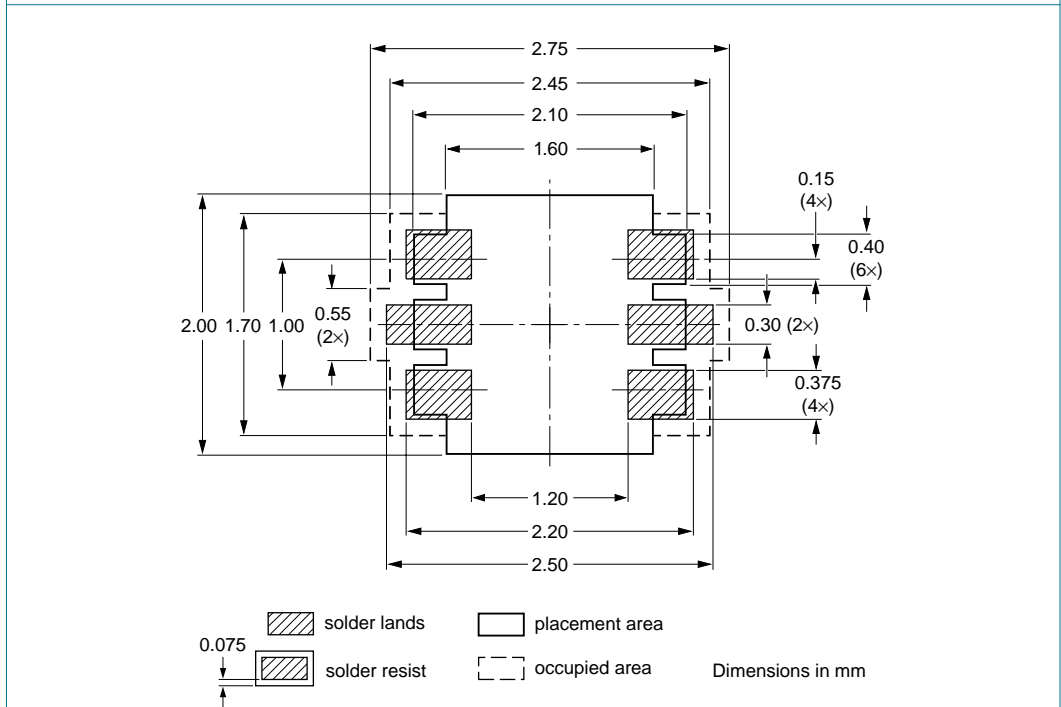 2.75
2.45
2.10
1.60
0.15
(4×)
0.40
(6×)
2.00 1.70 1.00
0.55
(2×)
0.30 (2×)
0.375
(4×)
1.20
2.20
2.50
solder lands
placement area
0.075
solder resist
occupied area
Dimensions in mm